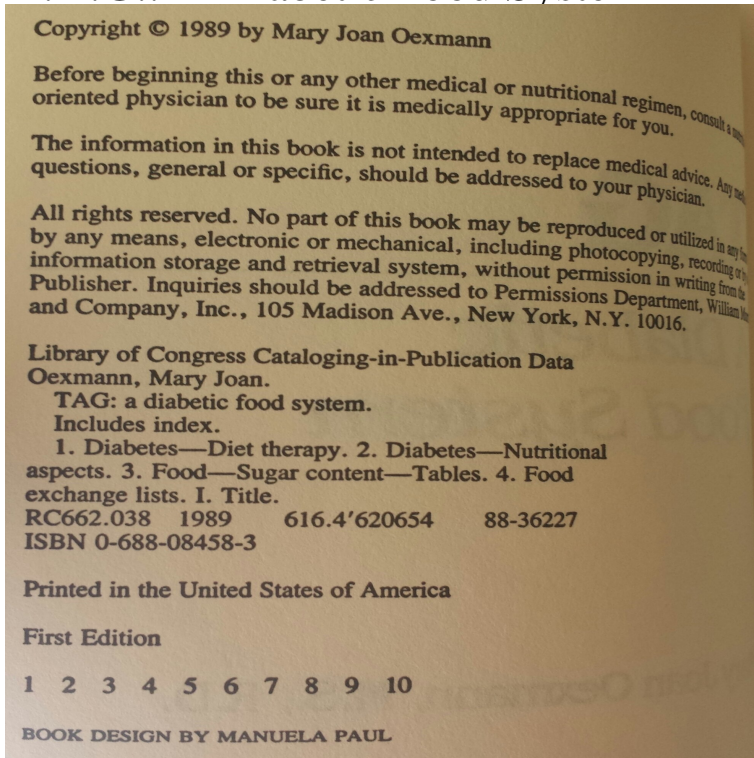 Copyright © 1989 by Mary Joan Oexmann
Before beginning this or any other medical or nutritional regimen, consult a
oriented physician to be sure it is medically appropriate for you.
The information in this book is not intended to replace medical advice. Any
questions, general or specific, should be addressed to your physician.
All rights reserved. No part of this book may be reproduced or utilized in any
by any means, electronic or mechanical, including photocopying, recording or
information storage and retrieval system, without permission in writing from the
Publisher. Inquiries should be addressed to Permissions Department, William
and Company, Inc., 105 Madison Ave., New York, N.Y. 10016.
Library of Congress Cataloging-in-Publication Data
Oexmann, Mary Joan.
TAG: a diabetic food system.
Includes index.
1. Diabetes—Diet therapy. 2. Diabetes—Nutritional
aspects. 3. Food—Sugar content—Tables. 4. Food
exchange lists. I. Title.
RC662.038 1989 616.4'620654 88-36227
ISBN 0-688-08458-3
Printed in the United States of America
First Edition
1 2 3 4 5 6 7 8 9 10
BOOK DESIGN BY MANUELA PAUL